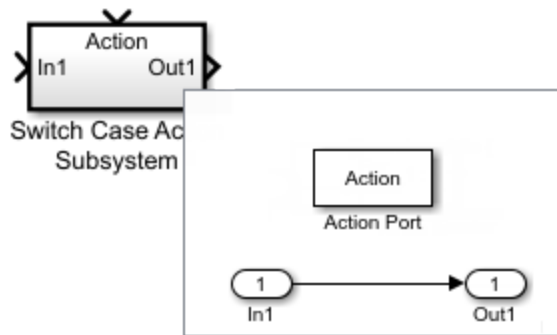 Action
In1 Out1
Switch Case Ac
Subsystem
Action
Action Port
1 1
In1 Out1